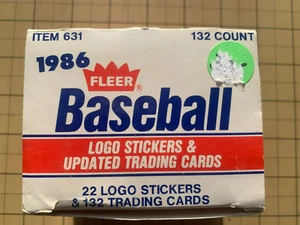 ITEM 631 132 COUNT
1986
FLEER®
Baseball
LOGO STICKERS &
UPDATED TRADING CARDS
22 LOGO STICKERS
& 132 TRADING CARDS